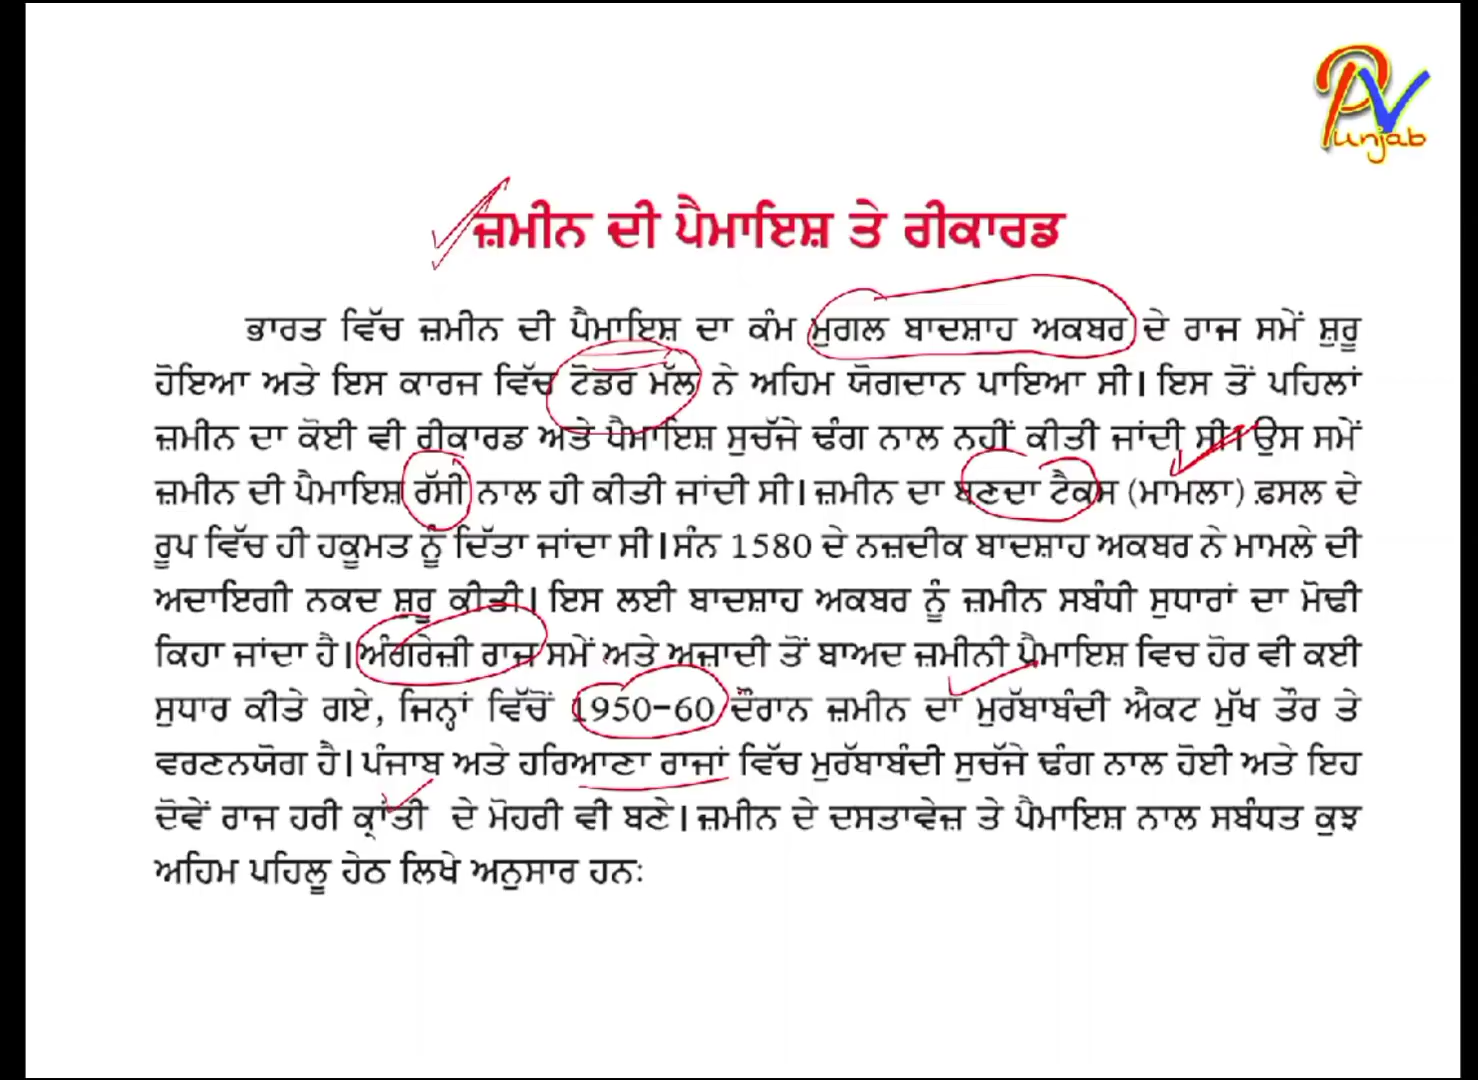 PV
Punjab
ਜ਼ਮੀਨ ਦੀ ਪੈਮਾਇਸ਼ ਤੇ ਰੀਕਾਰਡ
ਭਾਰਤ ਵਿੱਚ ਜ਼ਮੀਨ ਦੀ ਪੈਮਾਇਸ਼ ਦਾ ਕੰਮ ਮੁਗਲ ਬਾਦਸ਼ਾਹ ਅਕਬਰ ਦੇ ਰਾਜ ਸਮੇਂ ਸ਼ੁਰੂ
ਹੋਇਆ ਅਤੇ ਇਸ ਕਾਰਜ ਵਿੱਚ ਟੋਡਰ ਮੱਲ ਨੇ ਅਹਿਮ ਯੋਗਦਾਨ ਪਾਇਆ ਸੀ। ਇਸ ਤੋਂ ਪਹਿਲਾਂ
ਜ਼ਮੀਨ ਦਾ ਕੋਈ ਵੀ ਰੀਕਾਰਡ ਅਤੇ ਪੈਮਾਇਸ਼ ਸੁਚੱਜੇ ਢੰਗ ਨਾਲ ਨਹੀਂ ਕੀਤੀ ਜਾਂਦੀ ਸੀ। ਉਸ ਸਮੇਂ
ਜ਼ਮੀਨ ਦੀ ਪੈਮਾਇਸ਼ ਰੱਸੀ ਨਾਲ ਹੀ ਕੀਤੀ ਜਾਂਦੀ ਸੀ। ਜ਼ਮੀਨ ਦਾ ਬਣਦਾ ਟੈਕਸ (ਮਾਮਲਾ) ਫ਼ਸਲ ਦੇ
ਰੂਪ ਵਿੱਚ ਹੀ ਹਕੂਮਤ ਨੂੰ ਦਿੱਤਾ ਜਾਂਦਾ ਸੀ। ਸੰਨ 1580 ਦੇ ਨਜ਼ਦੀਕ ਬਾਦਸ਼ਾਹ ਅਕਬਰ ਨੇ ਮਾਮਲੇ ਦੀ
ਅਦਾਇਗੀ ਨਕਦ ਸ਼ੁਰੂ ਕੀਤੀ। ਇਸ ਲਈ ਬਾਦਸ਼ਾਹ ਅਕਬਰ ਨੂੰ ਜ਼ਮੀਨ ਸਬੰਧੀ ਸੁਧਾਰਾਂ ਦਾ ਮੋਢੀ
ਕਿਹਾ ਜਾਂਦਾ ਹੈ। ਅੰਗਰੇਜ਼ੀ ਰਾਜ ਸਮੇਂ ਅਤੇ ਅਜ਼ਾਦੀ ਤੋਂ ਬਾਅਦ ਜ਼ਮੀਨੀ ਪੈਮਾਇਸ਼ ਵਿਚ ਹੋਰ ਵੀ ਕਈ
ਸੁਧਾਰ ਕੀਤੇ ਗਏ, ਜਿਨ੍ਹਾਂ ਵਿੱਚੋਂ 1950-60 ਦੌਰਾਨ ਜ਼ਮੀਨ ਦਾ ਮੁਰੱਬਾਬੰਦੀ ਐਕਟ ਮੁੱਖ ਤੌਰ ਤੇ
ਵਰਣਨਯੋਗ ਹੈ। ਪੰਜਾਬ ਅਤੇ ਹਰਿਆਣਾ ਰਾਜਾਂ ਵਿੱਚ ਮੁਰੱਬਾਬੰਦੀ ਸੁਚੱਜੇ ਢੰਗ ਨਾਲ ਹੋਈ ਅਤੇ ਇਹ
ਦੋਵੇਂ ਰਾਜ ਹਰੀ ਕ੍ਰਾਂਤੀ ਦੇ ਮੋਹਰੀ ਵੀ ਬਣੇ। ਜ਼ਮੀਨ ਦੇ ਦਸਤਾਵੇਜ਼ ਤੇ ਪੈਮਾਇਸ਼ ਨਾਲ ਸਬੰਧਤ ਕੁਝ
ਅਹਿਮ ਪਹਿਲੂ ਹੇਠ ਲਿਖੇ ਅਨੁਸਾਰ ਹਨ: